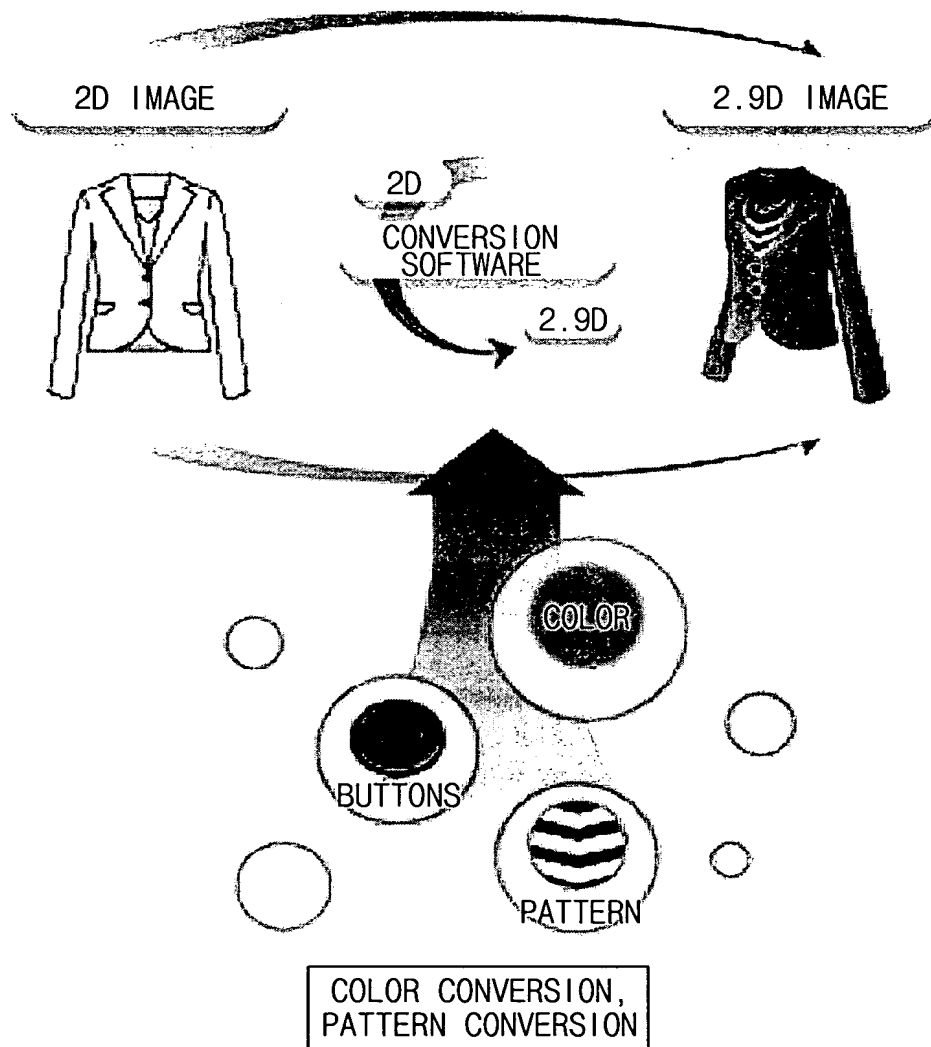 2D IMAGE
2.9D IMAGE
2D
CONVERSION
SOFTWARE
2.9D
COLOR
BUTTONS
PATTERN
COLOR CONVERSION,
PATTERN CONVERSION